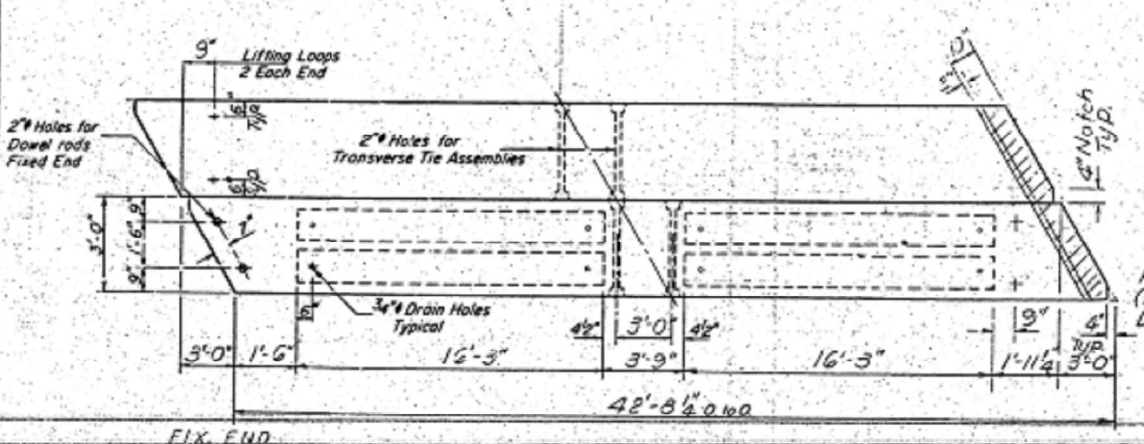 9"
Lifting Loops
2 Each End
2"φ Holes for
Dowel rods
Fixed End
6"
Typ
2"φ Holes for
Transverse Tie Assemblies
4" Notch
Typ.
6"
Typ
3'-0"
9"
1'-6"
9"
1"
3/4"φ Drain Holes
Typical
4½"
3'-0"
4½"
9"
4"
Typ.
3'-0"
1'-6"
16'-3"
3'-9"
16'-3"
1'-11¼
3'-0"
42'-8¼" O. to O.
FIX. END